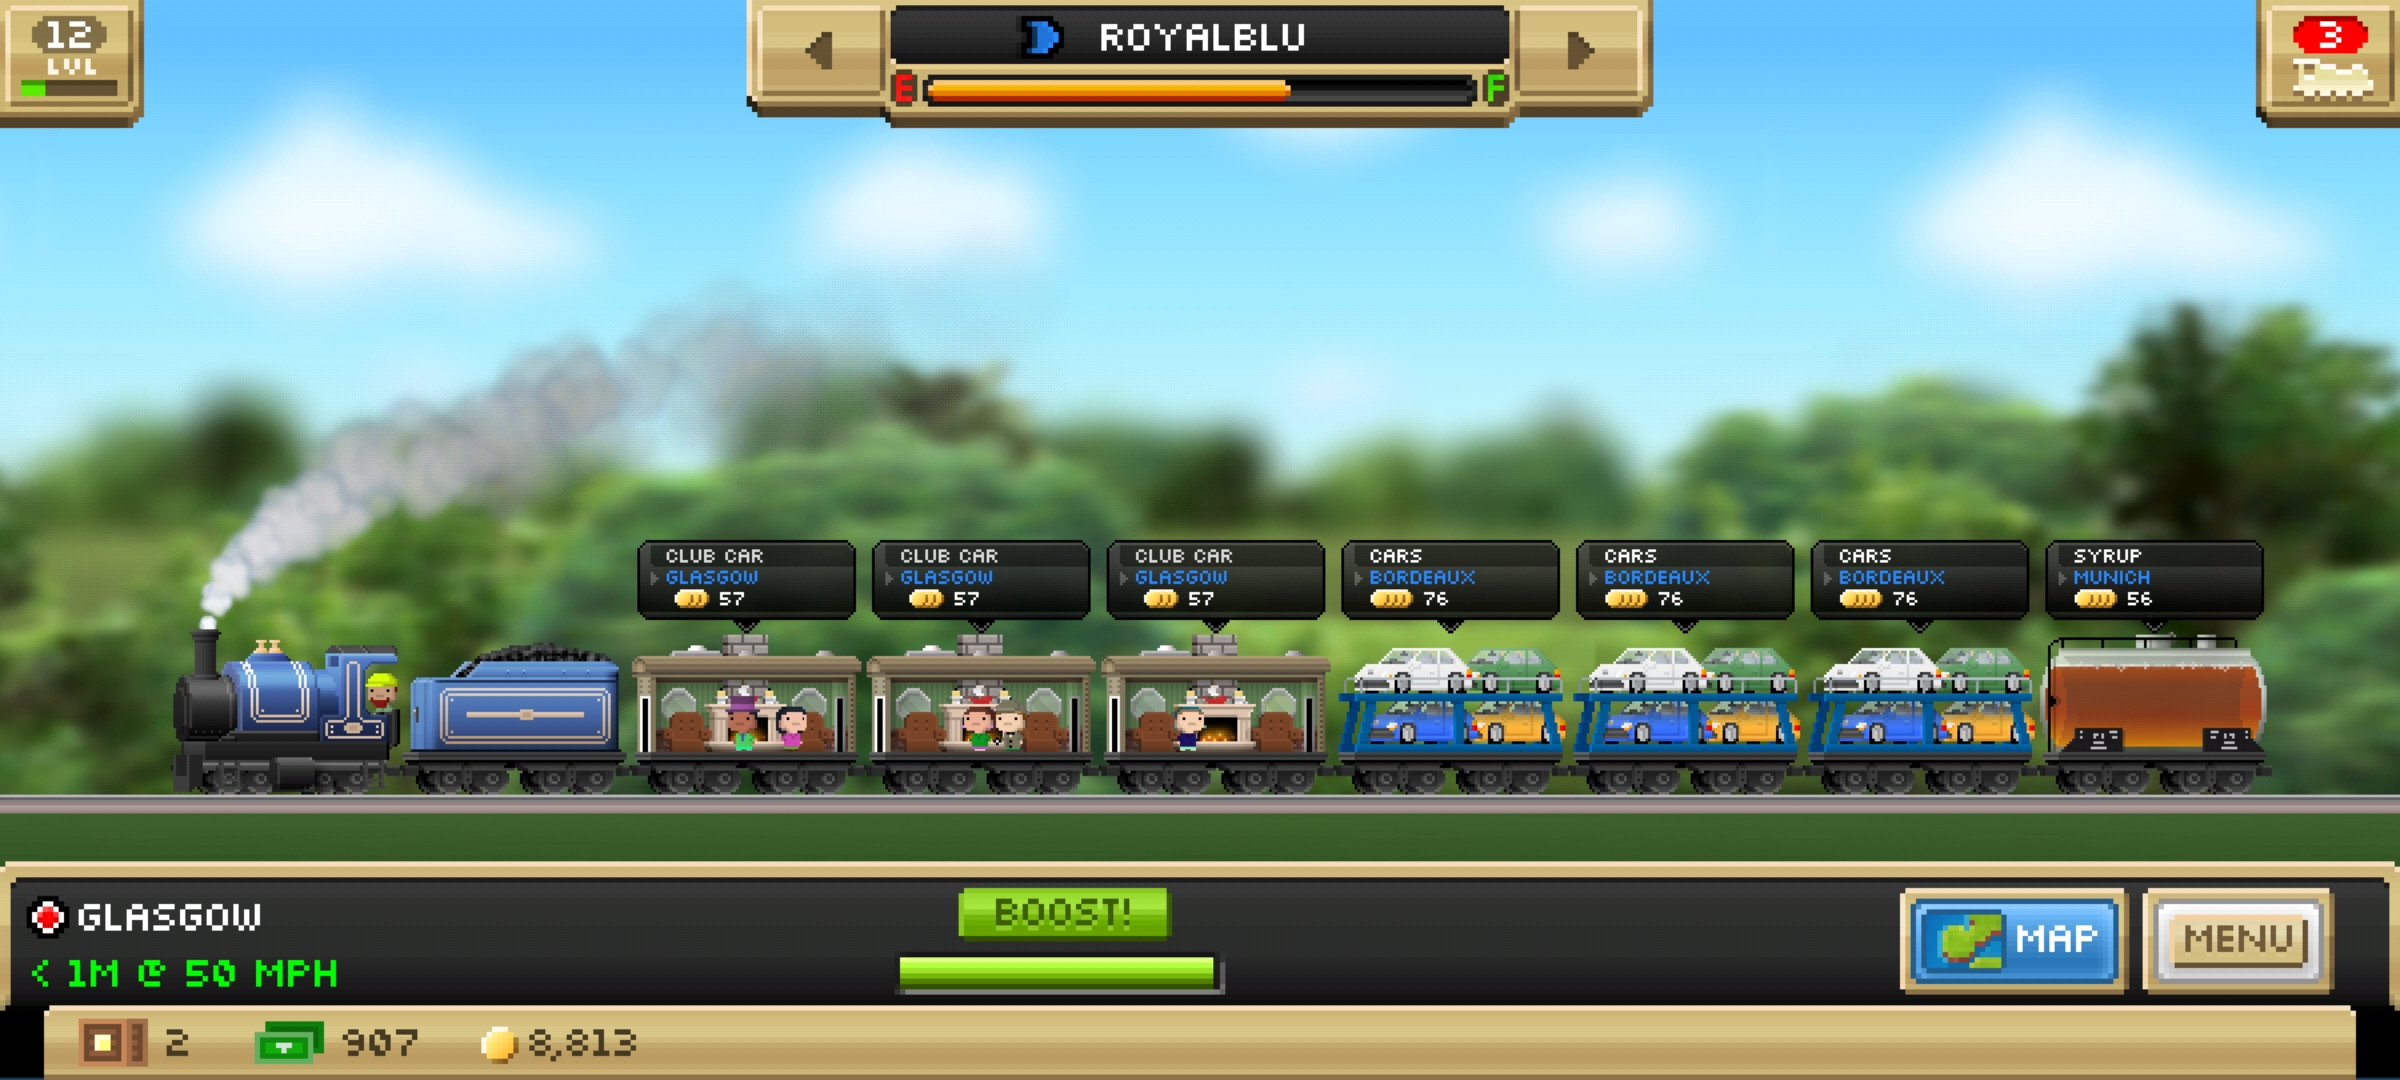 12
LVL
ROYALBLU
E F
3
CLUB CAR
GLASGOW
57
CLUB CAR
GLASGOW
57
CLUB CAR
GLASGOW
57
CARS
BORDEAUX
76
CARS
BORDEAUX
76
CARS
BORDEAUX
76
SYRUP
MUNICH
56
GLASGOW
< 1M @ 50 MPH
BOOST!
MAP
MENU
2
907
8,813